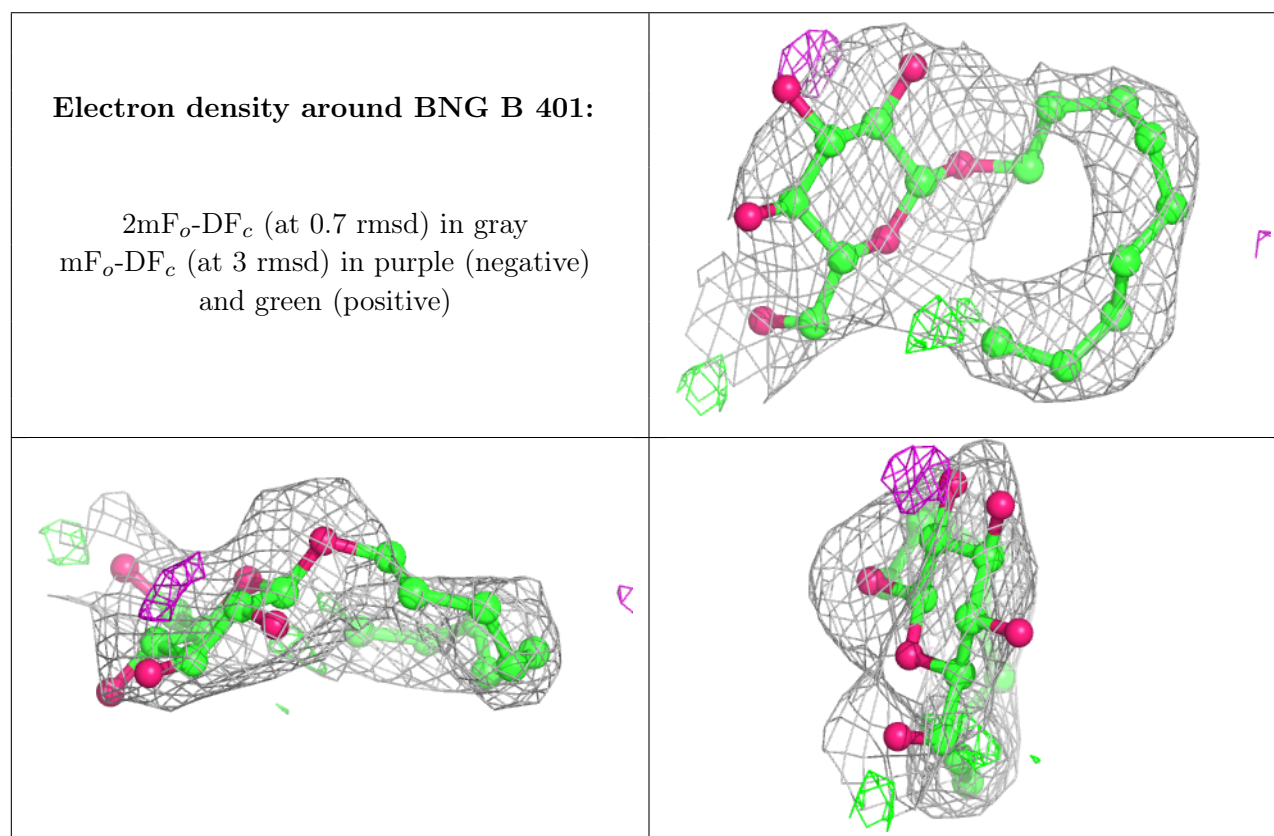 Electron density around BNG B 401:
2mFo-DFc (at 0.7 rmsd) in gray
mFo-DFc (at 3 rmsd) in purple (negative)
and green (positive)